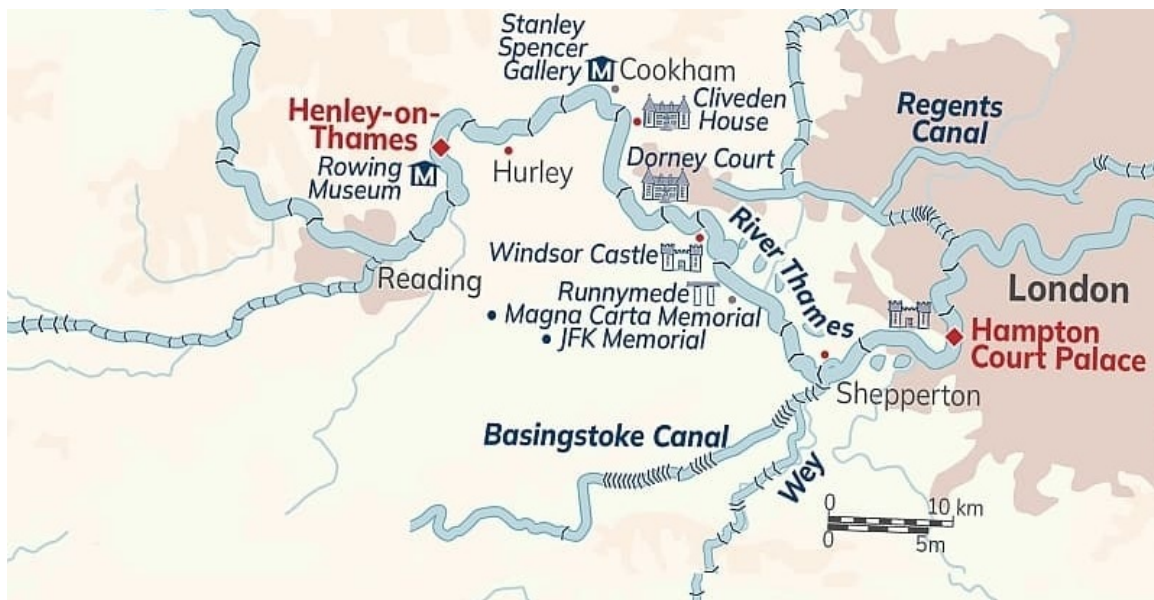 Stanley
Spencer
Gallery
M
Cookham
Cliveden
House
Regents
Canal
Henley-on-
Thames
Rowing
Museum
M
Hurley
Dorney Court
River Thames
Windsor Castle
Reading
Runnymede
• Magna Carta Memorial
• JFK Memorial
London
Hampton
Court Palace
Shepperton
Basingstoke Canal
Wey
0 10 km
0 5m